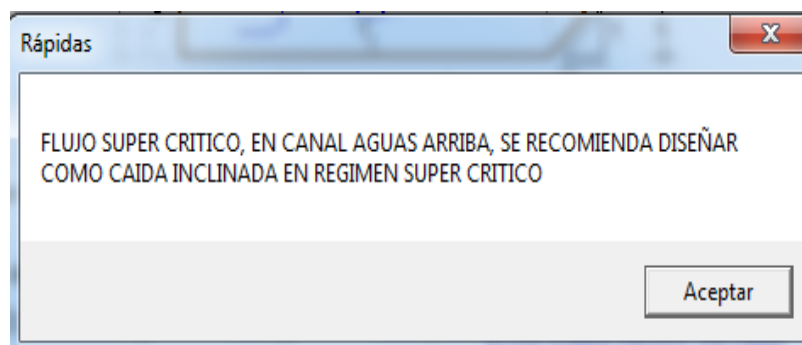 Rápidas
FLUJO SUPER CRITICO, EN CANAL AGUAS ARRIBA, SE RECOMIENDA DISEÑAR
COMO CAIDA INCLINADA EN REGIMEN SUPER CRITICO
Aceptar